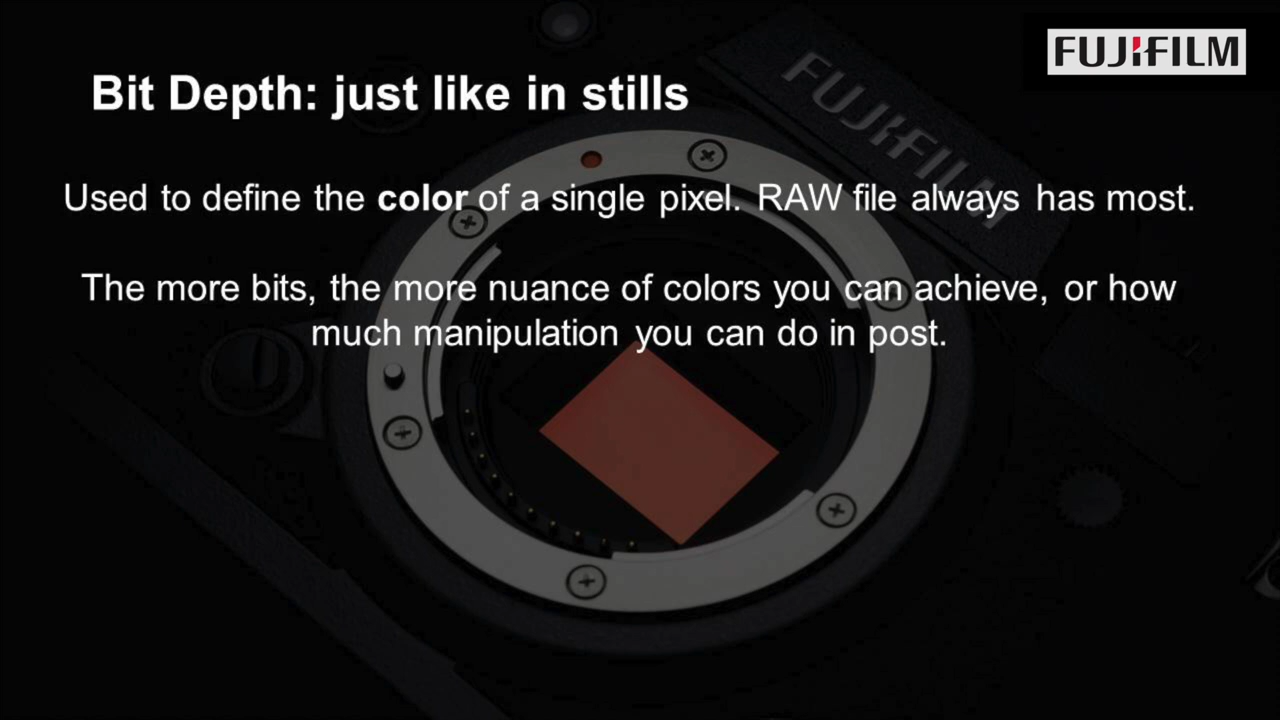 FUJIFILM
FUJIFILM
Bit Depth: just like in stills
Used to define the color of a single pixel. RAW file always has most.
The more bits, the more nuance of colors you can achieve, or how
much manipulation you can do in post.